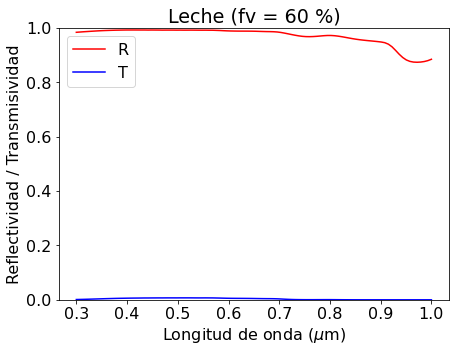 Leche (fv = 60 %)
R
T
Reflectividad / Transmisividad
1.0
0.8
0.6
0.4
0.2
0.0
0.3 0.4 0.5 0.6 0.7 0.8 0.9 1.0
Longitud de onda (μm)